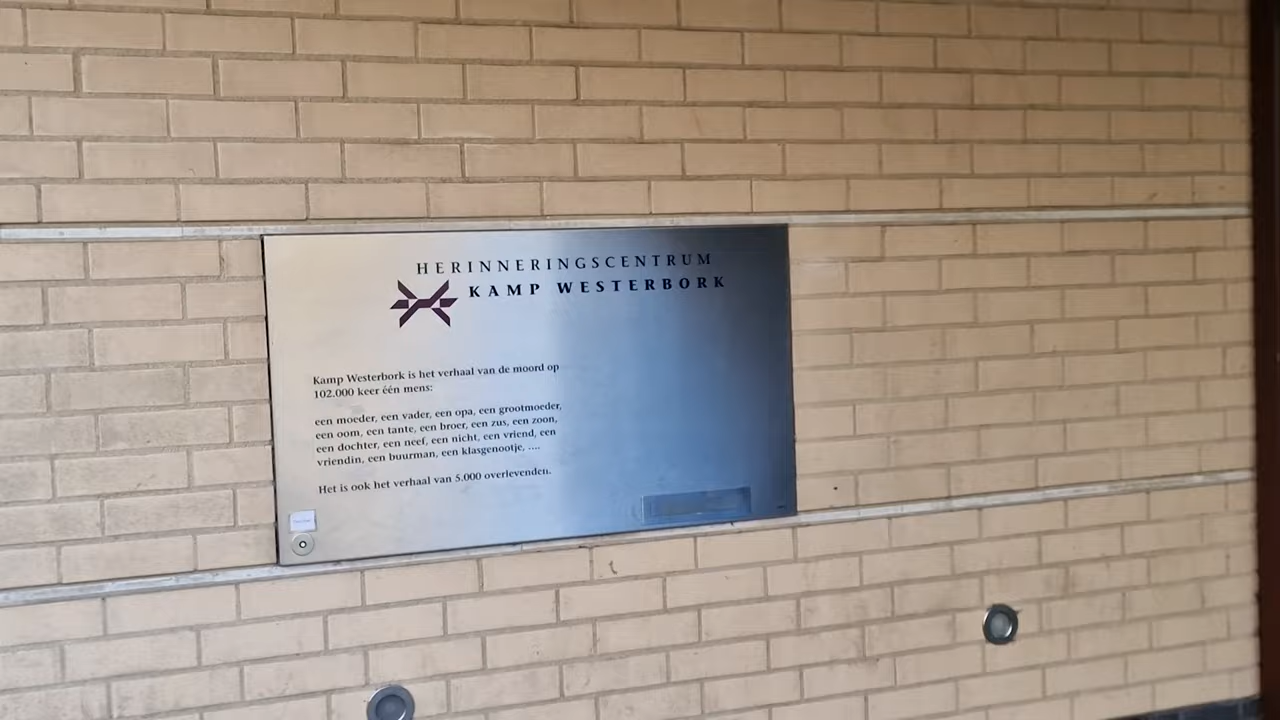 HERINNERINGSCENTRUM
KAMP WESTERBORK
Kamp Westerbork is het verhaal van de moord op
102.000 keer één mens:
een moeder, een vader, een opa, een grootmoeder,
een oom, een tante, een broer, een zus, een zoon,
een dochter, een neef, een nicht, een vriend, een
vriendin, een buurman, een klasgenootje, ....
Het is ook het verhaal van 5.000 overlevenden.